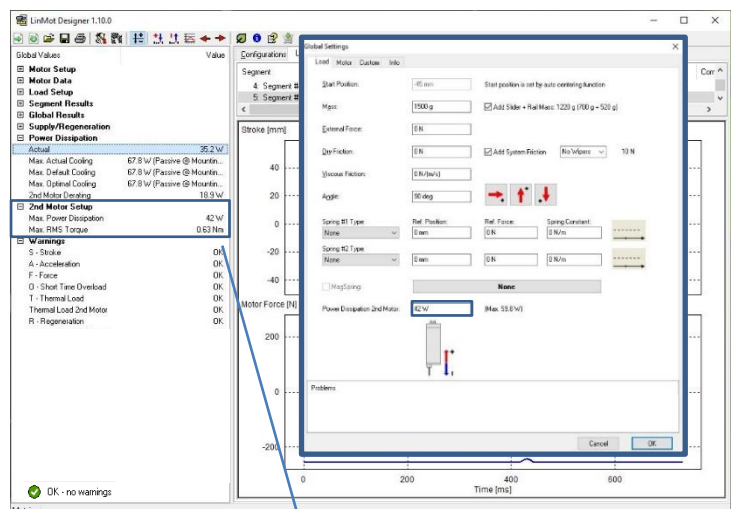 LinMot Designer 1.10.0
Global Values Value
Motor Setup
Motor Data
Load Setup
Segment Results
Global Results
Supply/Regeneration
Power Dissipation
Actual 35.2 W
Max. Actual Cooling 67.8 W (Passive @ Mountin...
Max. Default Cooling 67.8 W (Passive @ Mountin...
Max. Optimal Cooling 67.8 W (Passive @ Mountin...
2nd Motor Derating 18.9 W
2nd Motor Setup
Max. Power Dissipation 42 W
Max. RMS Torque 0.63 Nm
Warnings
S - Stroke OK
A - Acceleration OK
F - Force OK
O - Short Time Overload OK
T - Thermal Load OK
Thermal Load 2nd Motor OK
R - Regeneration OK
OK - no warnings
Configurations
Segment
4: Segment #
5: Segment #
Stroke [mm]
40
20
0
-20
-40
Motor Force [N]
200
0
-200
0 200 400 600
Time [ms]
Global Settings
Load Motor Custom Info
Start Position: -45 mm Start position is set by auto centering function
Mass: 1500 g Add Slider + Rail Mass: 1220 g (700 g + 520 g)
External Force: 0 N
Dry Friction: 0 N Add System Friction No Wipers 10 N
Viscous Friction: 0 N/(m/s)
Angle: 90 deg
Spring #1 Type: Ref. Position: Ref. Force: Spring Constant:
None 0 mm 0 N 0 N/m
Spring #2 Type:
None 0 mm 0 N 0 N/m
MagSpring: None
Power Dissipation 2nd Motor: 42 W (Max: 59.8 W)
Problems
Cancel OK